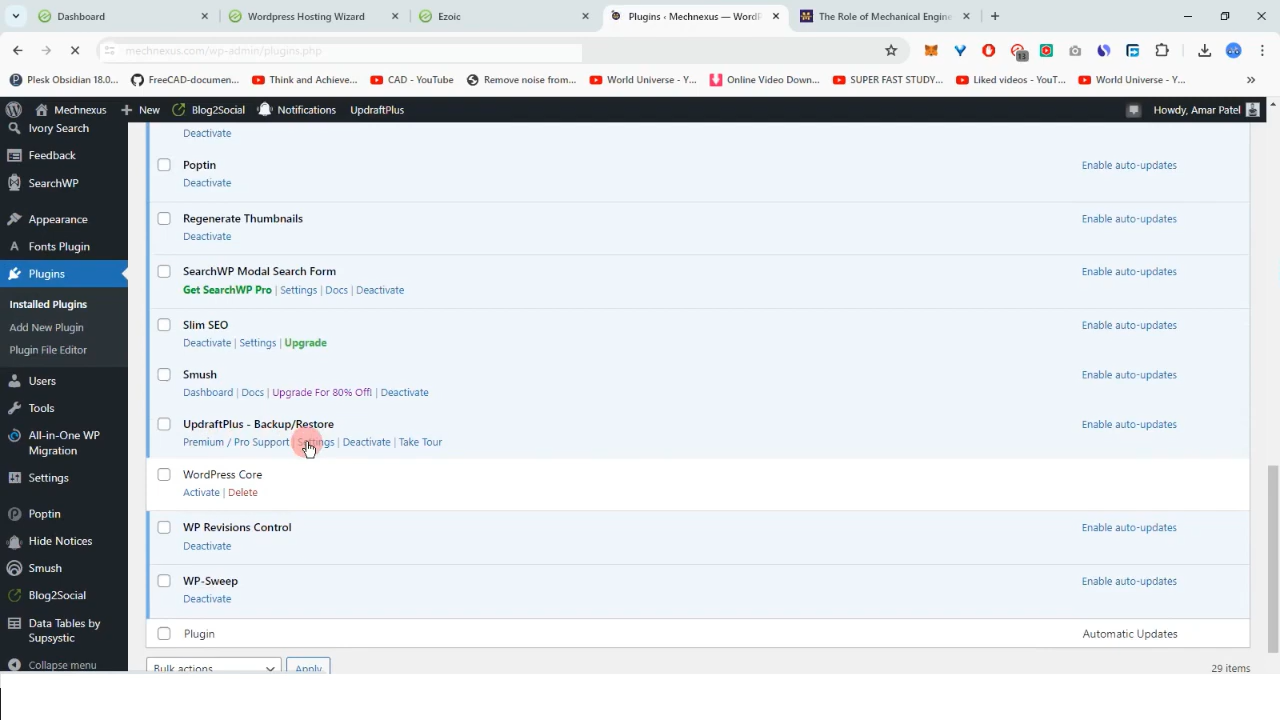 Dashboard
Wordpress Hosting Wizard
Ezoic
Plugins ‹ Mechnexus — WordP
The Role of Mechanical Engine
mechnexus.com/wp-admin/plugins.php
13
Plesk Obsidian 18.0...
FreeCAD-documen...
Think and Achieve...
CAD - YouTube
Remove noise from...
World Universe - Y...
Online Video Down...
SUPER FAST STUDY...
Liked videos - YouT...
World Universe - Y...
Mechnexus
New
Blog2Social
Notifications
UpdraftPlus
Howdy, Amar Patel
Ivory Search
Feedback
SearchWP
Appearance
Fonts Plugin
Plugins
Installed Plugins
Add New Plugin
Plugin File Editor
Users
Tools
All-in-One WP
Migration
Settings
Poptin
Hide Notices
Smush
Blog2Social
Data Tables by
Supsystic
Collapse menu
Deactivate
Poptin
Enable auto-updates
Deactivate
Regenerate Thumbnails
Enable auto-updates
Deactivate
SearchWP Modal Search Form
Enable auto-updates
Get SearchWP Pro | Settings | Docs | Deactivate
Slim SEO
Enable auto-updates
Deactivate | Settings | Upgrade
Smush
Enable auto-updates
Dashboard | Docs | Upgrade For 80% Off! | Deactivate
UpdraftPlus - Backup/Restore
Enable auto-updates
Premium / Pro Support | Settings | Deactivate | Take Tour
WordPress Core
Activate | Delete
WP Revisions Control
Enable auto-updates
Deactivate
WP-Sweep
Enable auto-updates
Deactivate
Plugin
Automatic Updates
Bulk actions
Apply
29 items